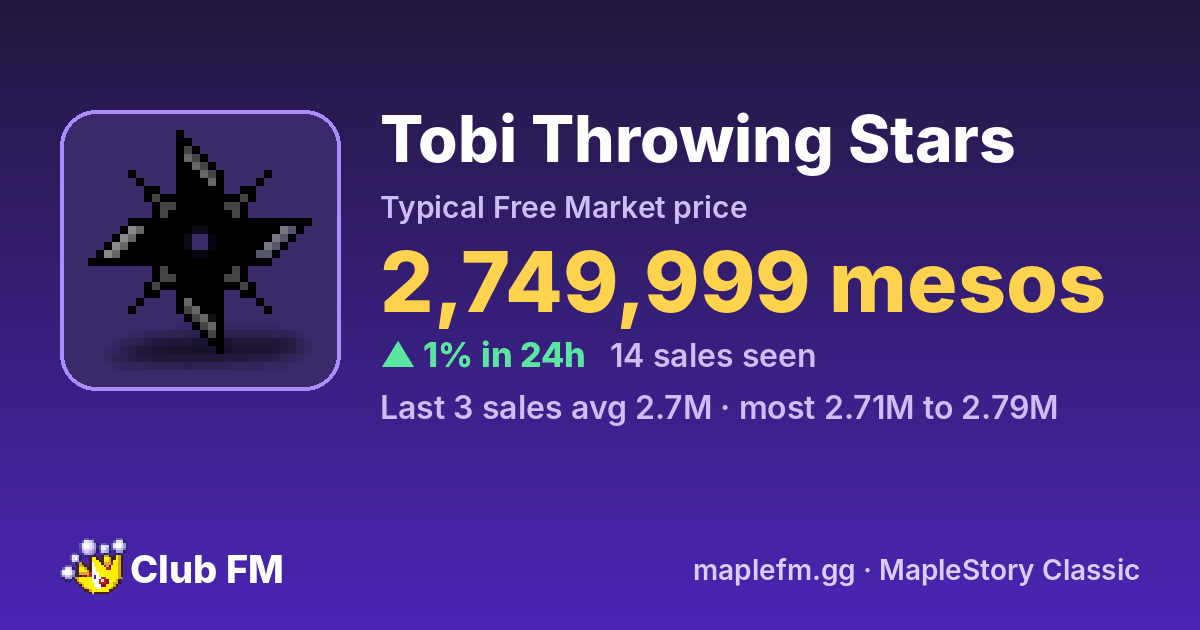 Tobi Throwing Stars
Typical Free Market price
2,749,999 mesos
▲ 1% in 24h 14 sales seen
Last 3 sales avg 2.7M · most 2.71M to 2.79M
Club FM
maplefm.gg · MapleStory Classic